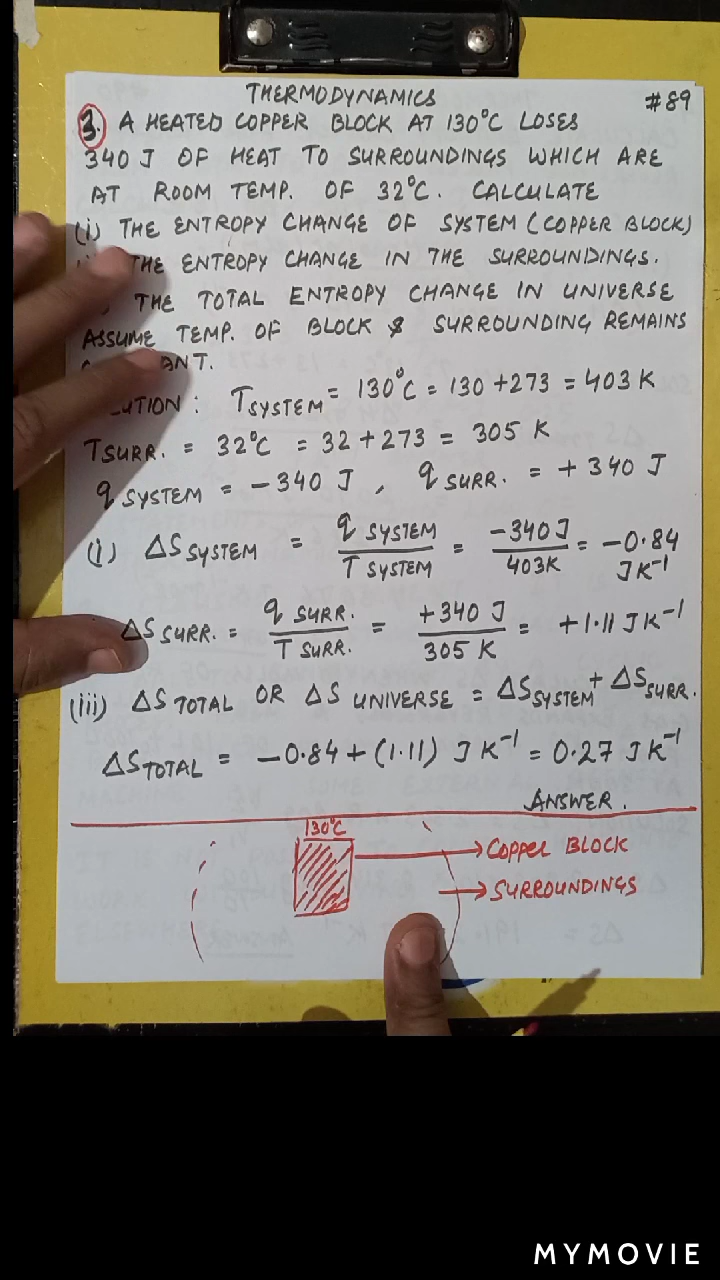 THERMODYNAMICS #89
3. A HEATED COPPER BLOCK AT 130°C LOSES
340 J OF HEAT TO SURROUNDINGS WHICH ARE
AT ROOM TEMP. OF 32°C. CALCULATE
(i) THE ENTROPY CHANGE OF SYSTEM (COPPER BLOCK)
THE ENTROPY CHANGE IN THE SURROUNDINGS.
THE TOTAL ENTROPY CHANGE IN UNIVERSE
ASSUME TEMP. OF BLOCK & SURROUNDING REMAINS
ANT.
LUTION : T SYSTEM = 130°C = 130 + 273 = 403 K
T SURR. = 32°C = 32 + 273 = 305 K
q SYSTEM = -340 J , q SURR. = + 340 J
(i) ΔS SYSTEM = q SYSTEM / T SYSTEM = -340 J / 403K = -0.84 JK⁻¹
ΔS SURR. = q SURR. / T SURR. = +340 J / 305 K = +1.11 JK⁻¹
(iii) ΔS TOTAL OR ΔS UNIVERSE = ΔS SYSTEM + ΔS SURR.
ΔS TOTAL = -0.84 + (1.11) J K⁻¹ = 0.27 J K⁻¹
ANSWER.
130°C
→ COPPER BLOCK
→ SURROUNDINGS
MYMOVIE